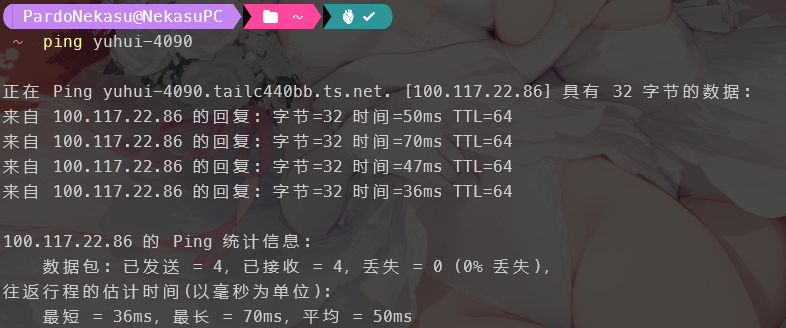 PardoNekasu@NekasuPC ~
~ ping yuhui-4090
正在 Ping yuhui-4090.tailc440bb.ts.net. [100.117.22.86] 具有 32 字节的数据:
来自 100.117.22.86 的回复: 字节=32 时间=50ms TTL=64
来自 100.117.22.86 的回复: 字节=32 时间=70ms TTL=64
来自 100.117.22.86 的回复: 字节=32 时间=47ms TTL=64
来自 100.117.22.86 的回复: 字节=32 时间=36ms TTL=64
100.117.22.86 的 Ping 统计信息:
数据包: 已发送 = 4, 已接收 = 4, 丢失 = 0 (0% 丢失),
往返行程的估计时间(以毫秒为单位):
最短 = 36ms, 最长 = 70ms, 平均 = 50ms